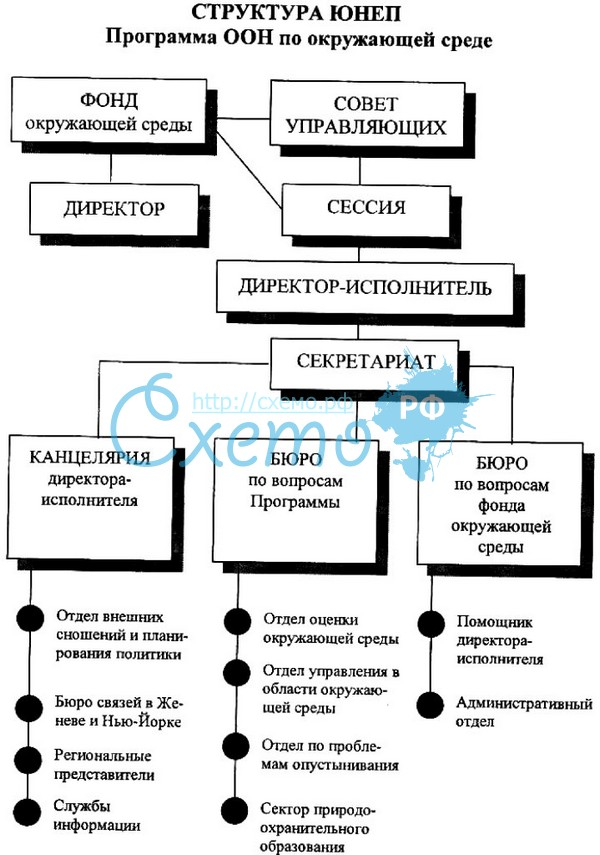 СТРУКТУРА ЮНЕП
Программа ООН по окружающей среде
ФОНД
окружающей среды
СОВЕТ
УПРАВЛЯЮЩИХ
ДИРЕКТОР
СЕССИЯ
ДИРЕКТОР-ИСПОЛНИТЕЛЬ
СЕКРЕТАРИАТ
http://схемо.рф
Схемо
РФ
КАНЦЕЛЯРИЯ
директора-
исполнителя
БЮРО
по вопросам
Программы
БЮРО
по вопросам
фонда
окружающей
среды
Отдел внешних
сношений и плани-
рования политики
Бюро связей в Же-
неве и Нью-Йорке
Региональные
представители
Службы
информации
Отдел оценки
окружающей среды
Отдел управления в
области окружаю-
щей среды
Отдел по пробле-
мам опустынивания
Сектор природо-
охранительного
образования
Помощник
директора-
исполнителя
Административный
отдел